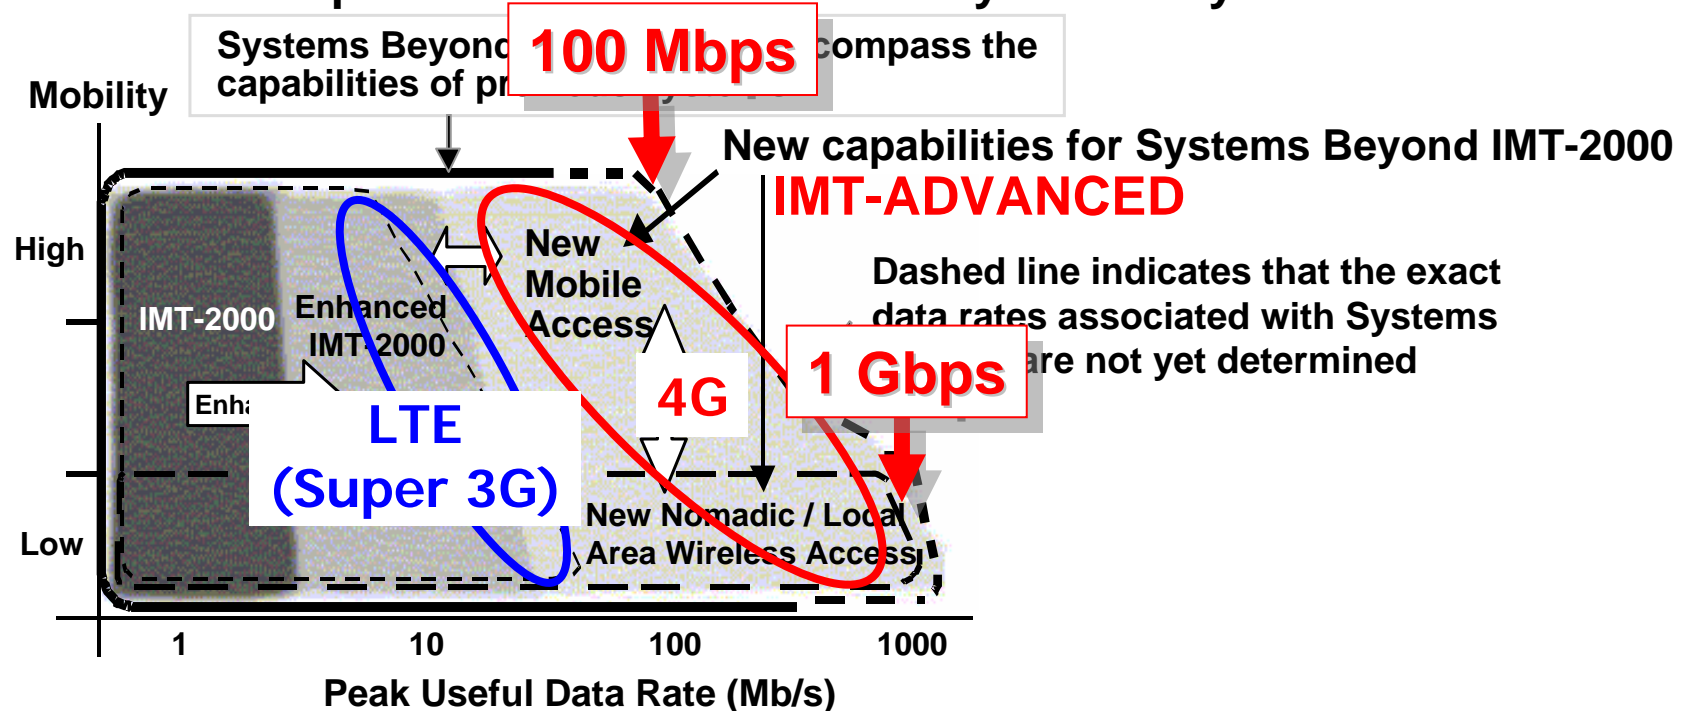 Systems Beyond
compass the
capabilities of
100 Mbps
Mobility
New capabilities for Systems Beyond IMT-2000
IMT-ADVANCED
High
New
Mobile
Access
Dashed line indicates that the exact
data rates associated with Systems
are not yet determined
IMT-2000
Enhanced
IMT-2000
1 Gbps
4G
LTE
(Super 3G)
New Nomadic / Local
Area Wireless Access
Low
1
10
100
1000
Peak Useful Data Rate (Mb/s)